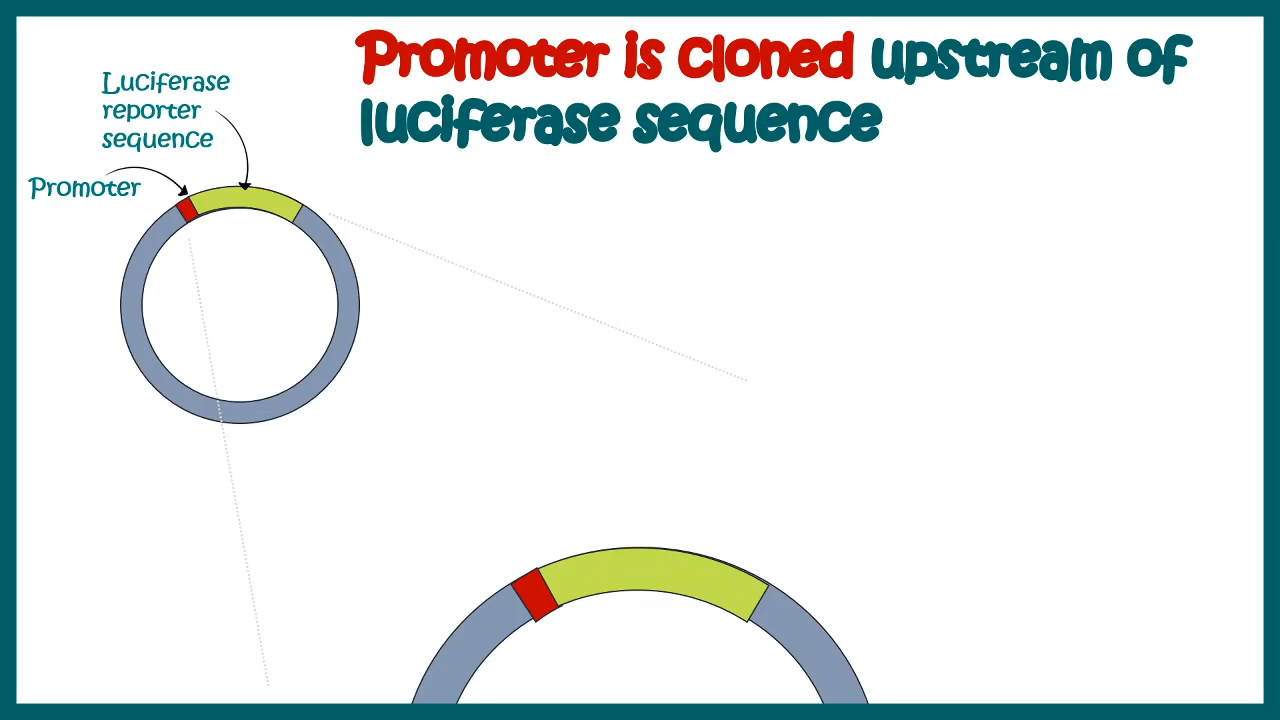 Promoter is cloned upstream of
luciferase sequence
Luciferase
reporter
sequence
Promoter